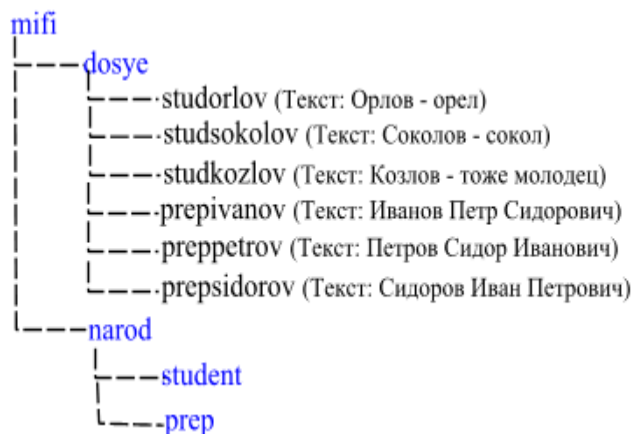 mifi
dosye
studorlov (Текст: Орлов - орел)
studsokolov (Текст: Соколов - сокол)
studkozlov (Текст: Козлов - тоже молодец)
prepivanov (Текст: Иванов Петр Сидорович)
preppetrov (Текст: Петров Сидор Иванович)
prepsidorov (Текст: Сидоров Иван Петрович)
narod
student
prep